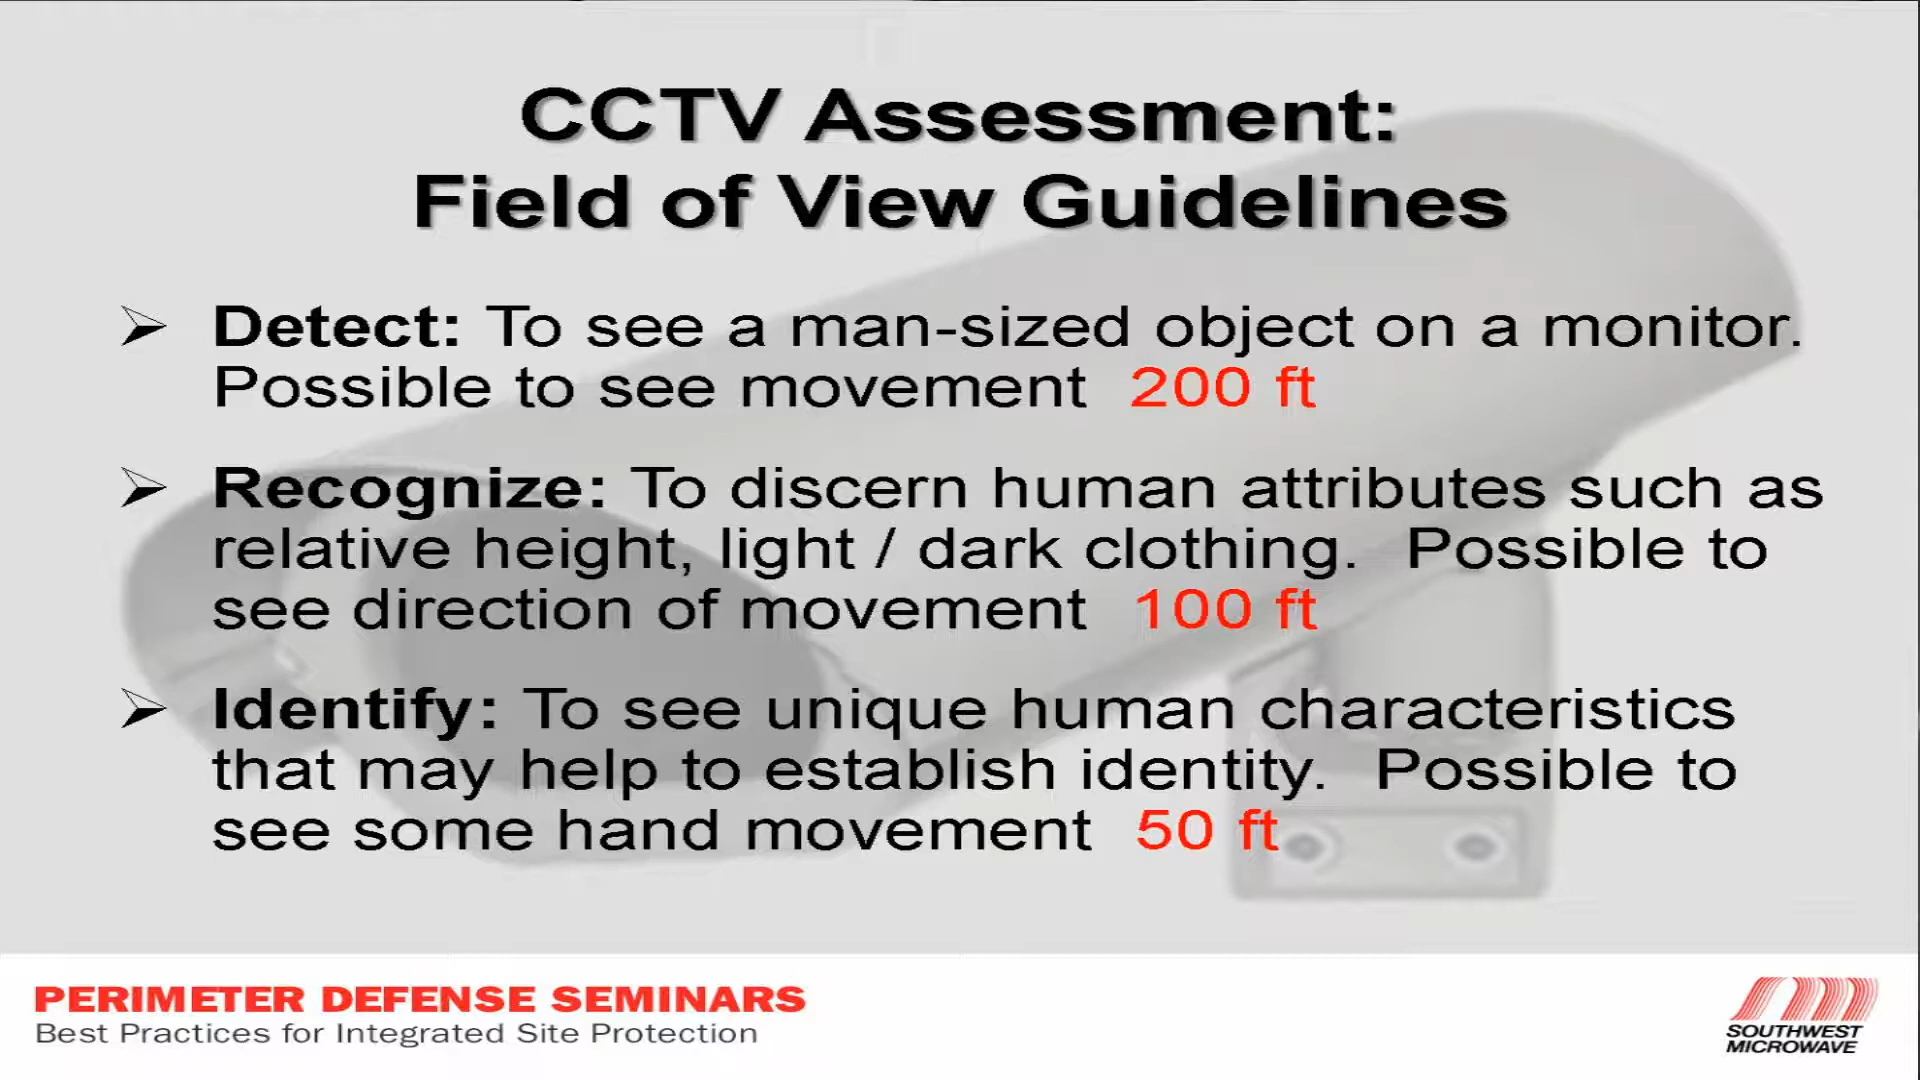 CCTV Assessment:
Field of View Guidelines
➢ Detect: To see a man-sized object on a monitor.
Possible to see movement 200 ft
➢ Recognize: To discern human attributes such as
relative height, light / dark clothing. Possible to
see direction of movement 100 ft
➢ Identify: To see unique human characteristics
that may help to establish identity. Possible to
see some hand movement 50 ft
PERIMETER DEFENSE SEMINARS
Best Practices for Integrated Site Protection
SOUTHWEST
MICROWAVE